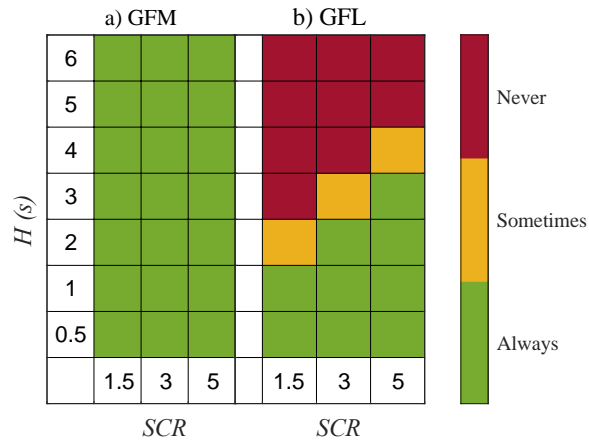 a) GFM b) GFL
6
5
4
3
2
1
0.5
H (s)
1.5 3 5 1.5 3 5
SCR SCR
Never
Sometimes
Always